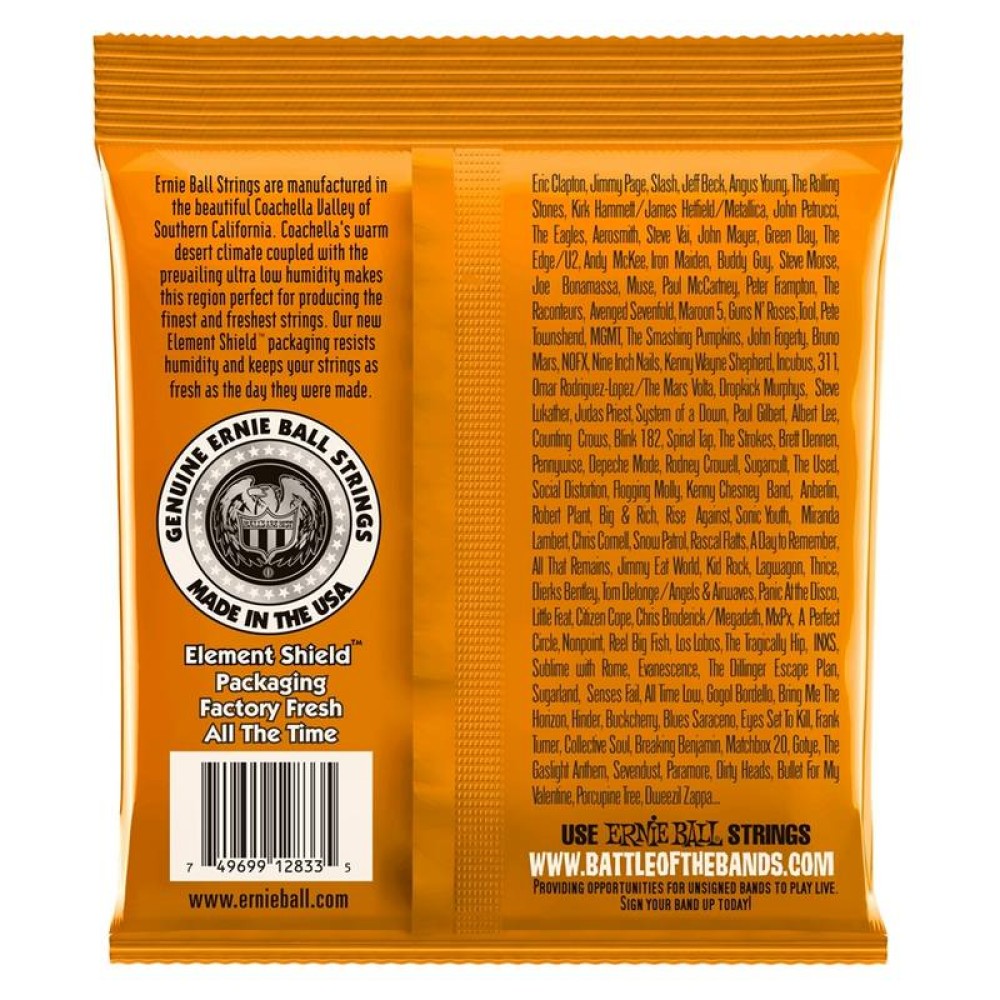 Ernie Ball Strings are manufactured in
the beautiful Coachella Valley of
Southern California. Coachella's warm
desert climate coupled with the
prevailing ultra low humidity makes
this region perfect for producing the
finest and freshest strings. Our new
Element Shield™ packaging resists
humidity and keeps your strings as
fresh as the day they were made.
GENUINE ERNIE BALL STRINGS
MADE IN THE USA
Element Shield™
Packaging
Factory Fresh
All The Time
7 49699 12833 5
www.ernieball.com
Eric Clapton, Jimmy Page, Slash, Jeff Beck, Angus Young, The Rolling
Stones, Kirk Hammett/James Hetfield/Metallica, John Petrucci,
The Eagles, Aerosmith, Steve Vai, John Mayer, Green Day, The
Edge/U2, Andy McKee, Iron Maiden, Buddy Guy, Steve Morse,
Joe Bonamassa, Muse, Paul McCartney, Peter Frampton, The
Raconteurs, Avenged Sevenfold, Maroon 5, Guns N' Roses, Tool, Pete
Townshend, MGMT, The Smashing Pumpkins, John Fogerty, Bruno
Mars, NOFX, Nine Inch Nails, Kenny Wayne Shepherd, Incubus, 311,
Omar Rodriguez-Lopez/The Mars Volta, Dropkick Murphys, Steve
Lukather, Judas Priest, System of a Down, Paul Gilbert, Albert Lee,
Counting Crows, Blink 182, Spinal Tap, The Strokes, Brett Dennen,
Pennywise, Depeche Mode, Rodney Crowell, Sugarcult, The Used,
Social Distortion, Flogging Molly, Kenny Chesney Band, Anberlin,
Robert Plant, Big & Rich, Rise Against, Sonic Youth, Miranda
Lambert, Chris Cornell, Snow Patrol, Rascal Flatts, A Day to Remember,
All That Remains, Jimmy Eat World, Kid Rock, Lagwagon, Thrice,
Dierks Bentley, Tom Delonge/Angels & Airwaves, Panic At the Disco,
Little Feat, Citizen Cope, Chris Broderick/Megadeth, MxPx, A Perfect
Circle, Nonpoint, Reel Big Fish, Los Lobos, The Tragically Hip, INXS,
Sublime with Rome, Evanescence, The Dillinger Escape Plan,
Sugarland, Senses Fail, All Time Low, Gogol Bordello, Bring Me The
Horizon, Hinder, Buckcherry, Blues Saraceno, Eyes Set To Kill, Frank
Turner, Collective Soul, Breaking Benjamin, Matchbox 20, Gotye, The
Gaslight Anthem, Sevendust, Paramore, Dirty Heads, Bullet For My
Valentine, Porcupine Tree, Dweezil Zappa...
USE ERNIE BALL STRINGS
WWW.BATTLEOFTHEBANDS.COM
PROVIDING OPPORTUNITIES FOR UNSIGNED BANDS TO PLAY LIVE.
SIGN YOUR BAND UP TODAY!